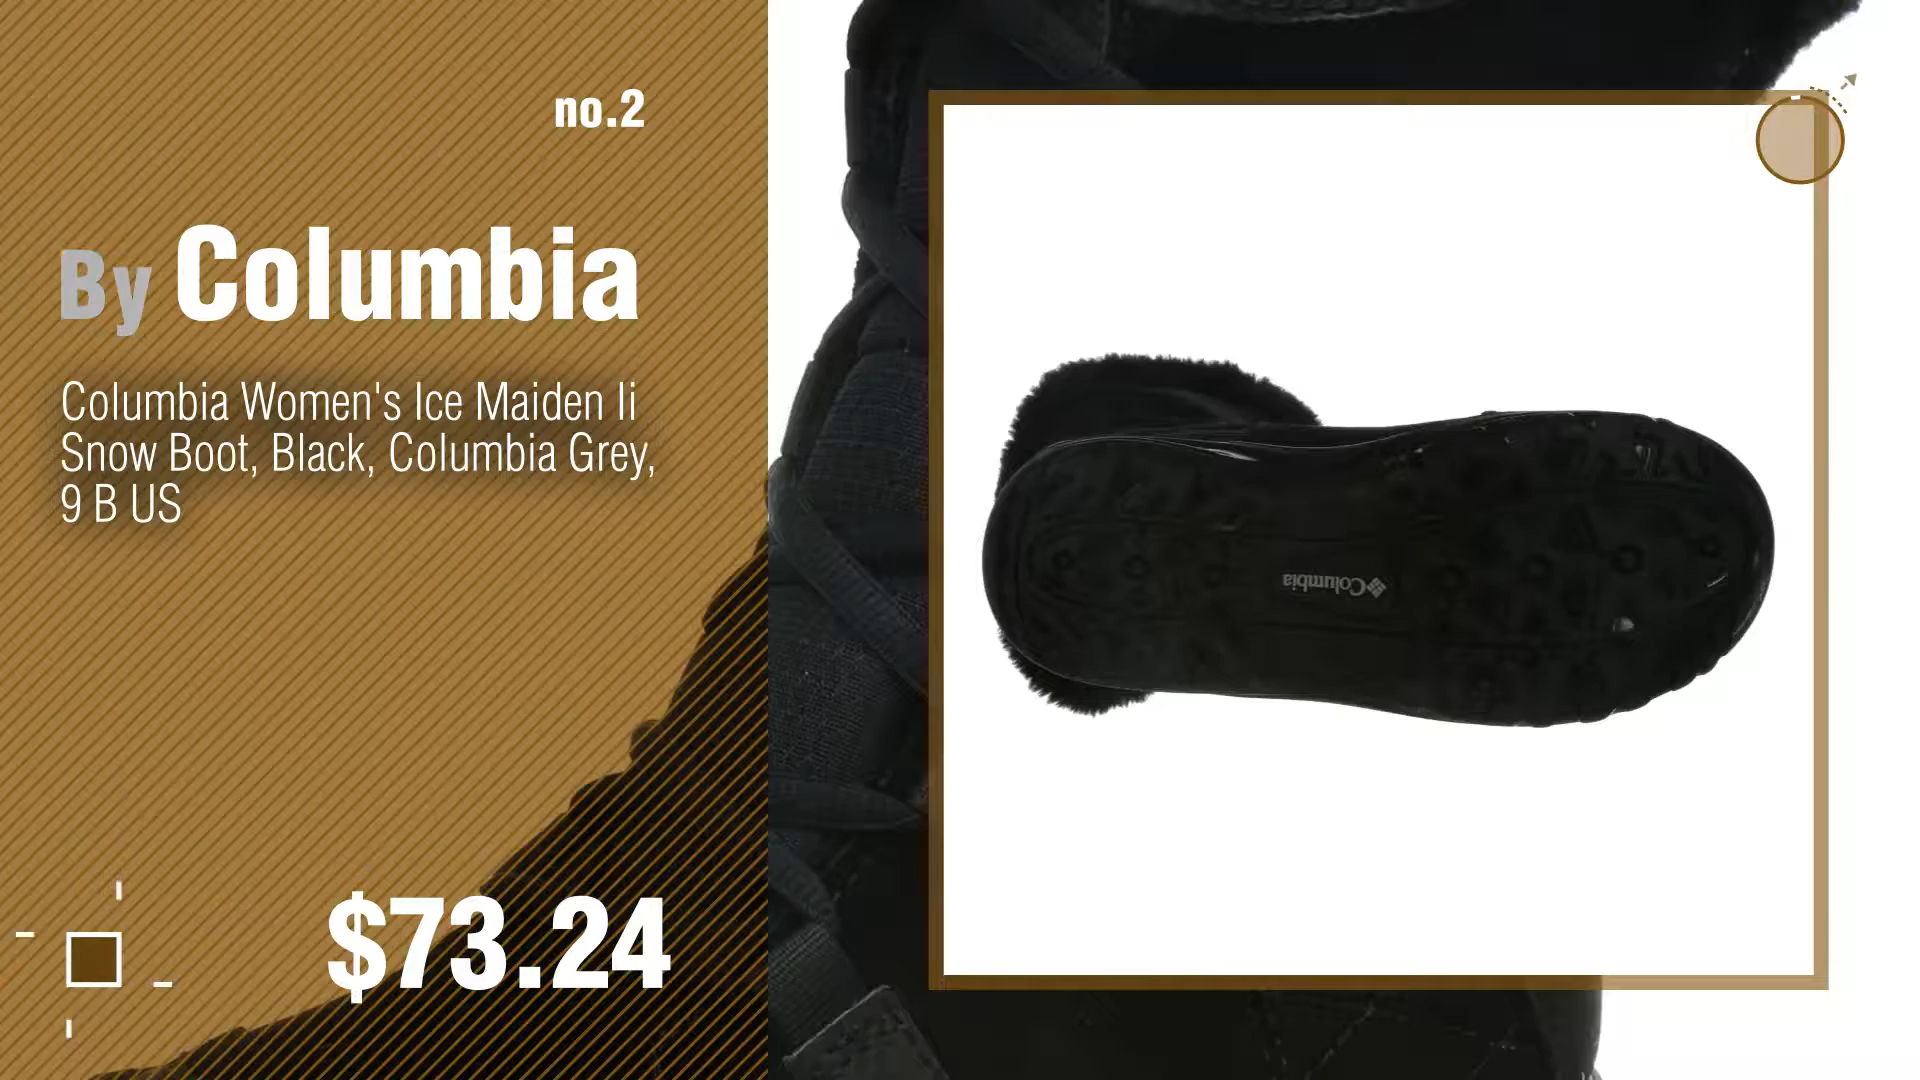 no.2
By Columbia
Columbia Women's Ice Maiden Ii
Snow Boot, Black, Columbia Grey,
9 B US
$73.24
Columbia